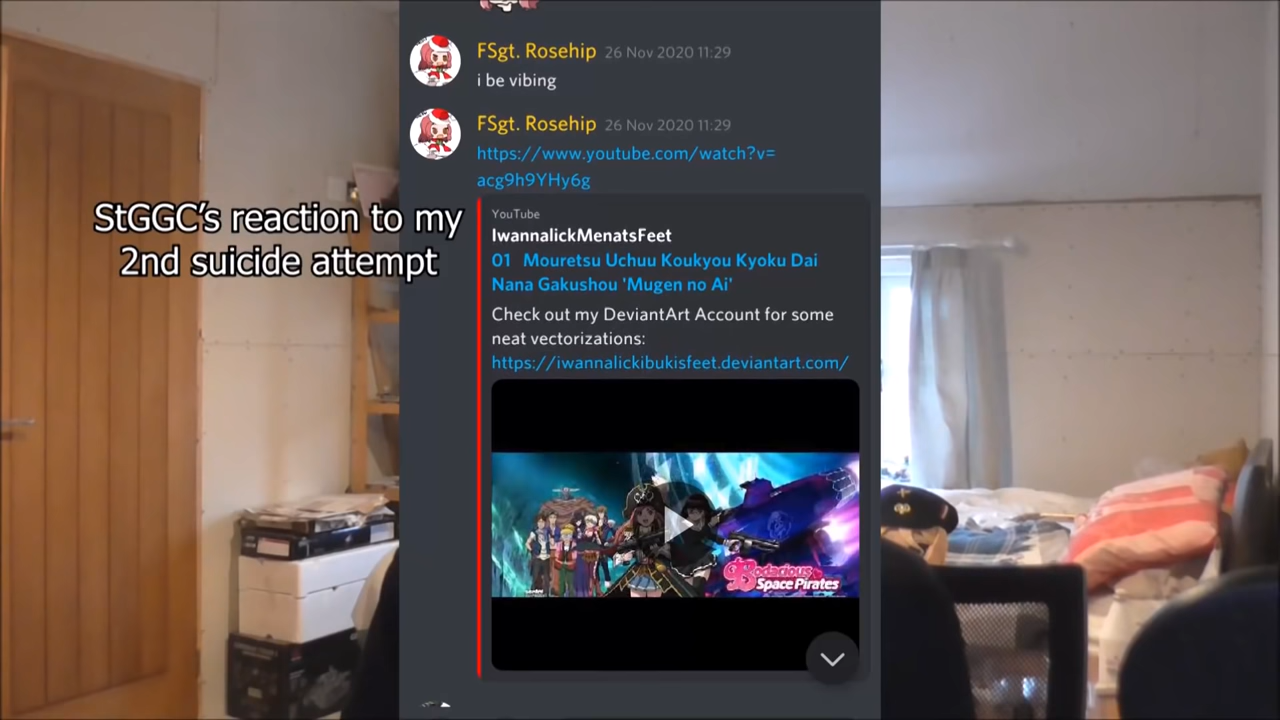 FSgt. Rosehip 26 Nov 2020 11:29
i be vibing
FSgt. Rosehip 26 Nov 2020 11:29
https://www.youtube.com/watch?v=
acg9h9YHy6g
StGGC's reaction to my
2nd suicide attempt
YouTube
IwannalickMenatsFeet
01 Mouretsu Uchuu Koukyou Kyoku Dai
Nana Gakushou 'Mugen no Ai'
Check out my DeviantArt Account for some
neat vectorizations:
https://iwannalickibukisfeet.deviantart.com/
Bodacious
Space Pirates